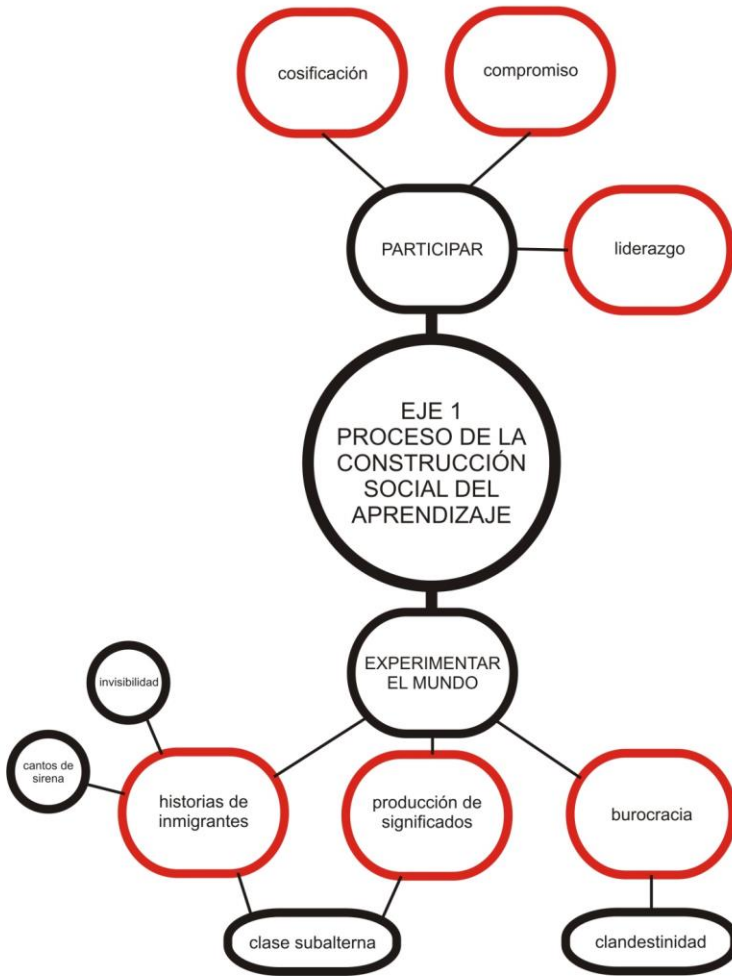 cosificación
compromiso
PARTICIPAR
liderazgo
EJE 1
PROCESO DE LA
CONSTRUCCIÓN
SOCIAL DEL
APRENDIZAJE
EXPERIMENTAR
EL MUNDO
invisibilidad
cantos de
sirena
historias de
inmigrantes
producción de
significados
burocracia
clase subalterna
clandestinidad